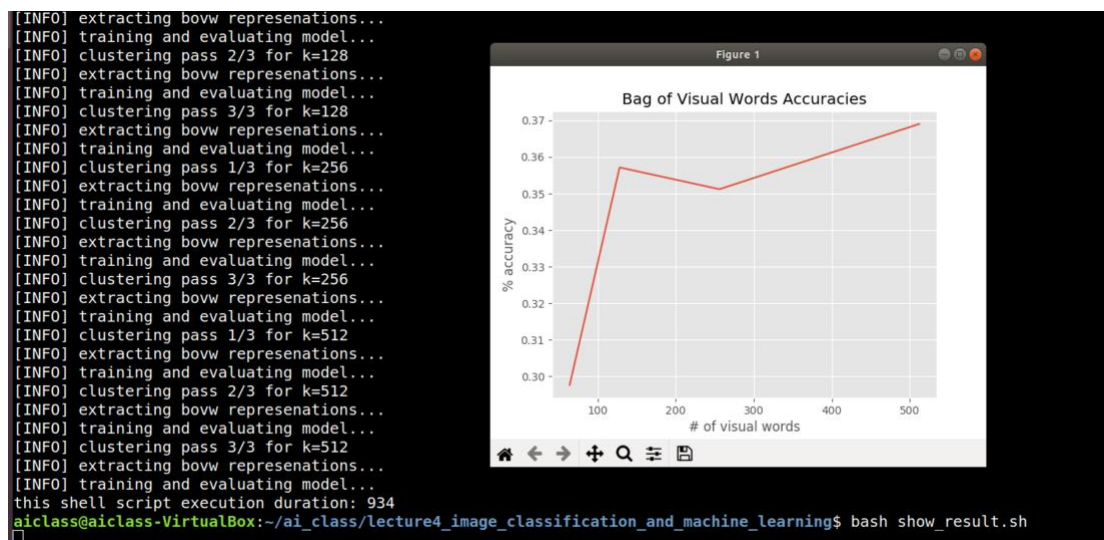 [INFO] extracting bovw represenations...
[INFO] training and evaluating model...
[INFO] clustering pass 2/3 for k=128
[INFO] extracting bovw represenations...
[INFO] training and evaluating model...
[INFO] clustering pass 3/3 for k=128
[INFO] extracting bovw represenations...
[INFO] training and evaluating model...
[INFO] clustering pass 1/3 for k=256
[INFO] extracting bovw represenations...
[INFO] training and evaluating model...
[INFO] clustering pass 2/3 for k=256
[INFO] extracting bovw represenations...
[INFO] training and evaluating model...
[INFO] clustering pass 3/3 for k=256
[INFO] extracting bovw represenations...
[INFO] training and evaluating model...
[INFO] clustering pass 1/3 for k=512
[INFO] extracting bovw represenations...
[INFO] training and evaluating model...
[INFO] clustering pass 2/3 for k=512
[INFO] extracting bovw represenations...
[INFO] training and evaluating model...
[INFO] clustering pass 3/3 for k=512
[INFO] extracting bovw represenations...
[INFO] training and evaluating model...
this shell script execution duration: 934
aiclass@aiclass-VirtualBox:~/ai_class/lecture4_image_classification_and_machine_learning$ bash show_result.sh
Figure 1
Bag of Visual Words Accuracies
0.37
0.36
0.35
0.34
0.33
0.32
0.31
0.30
% accuracy
100 200 300 400 500
# of visual words